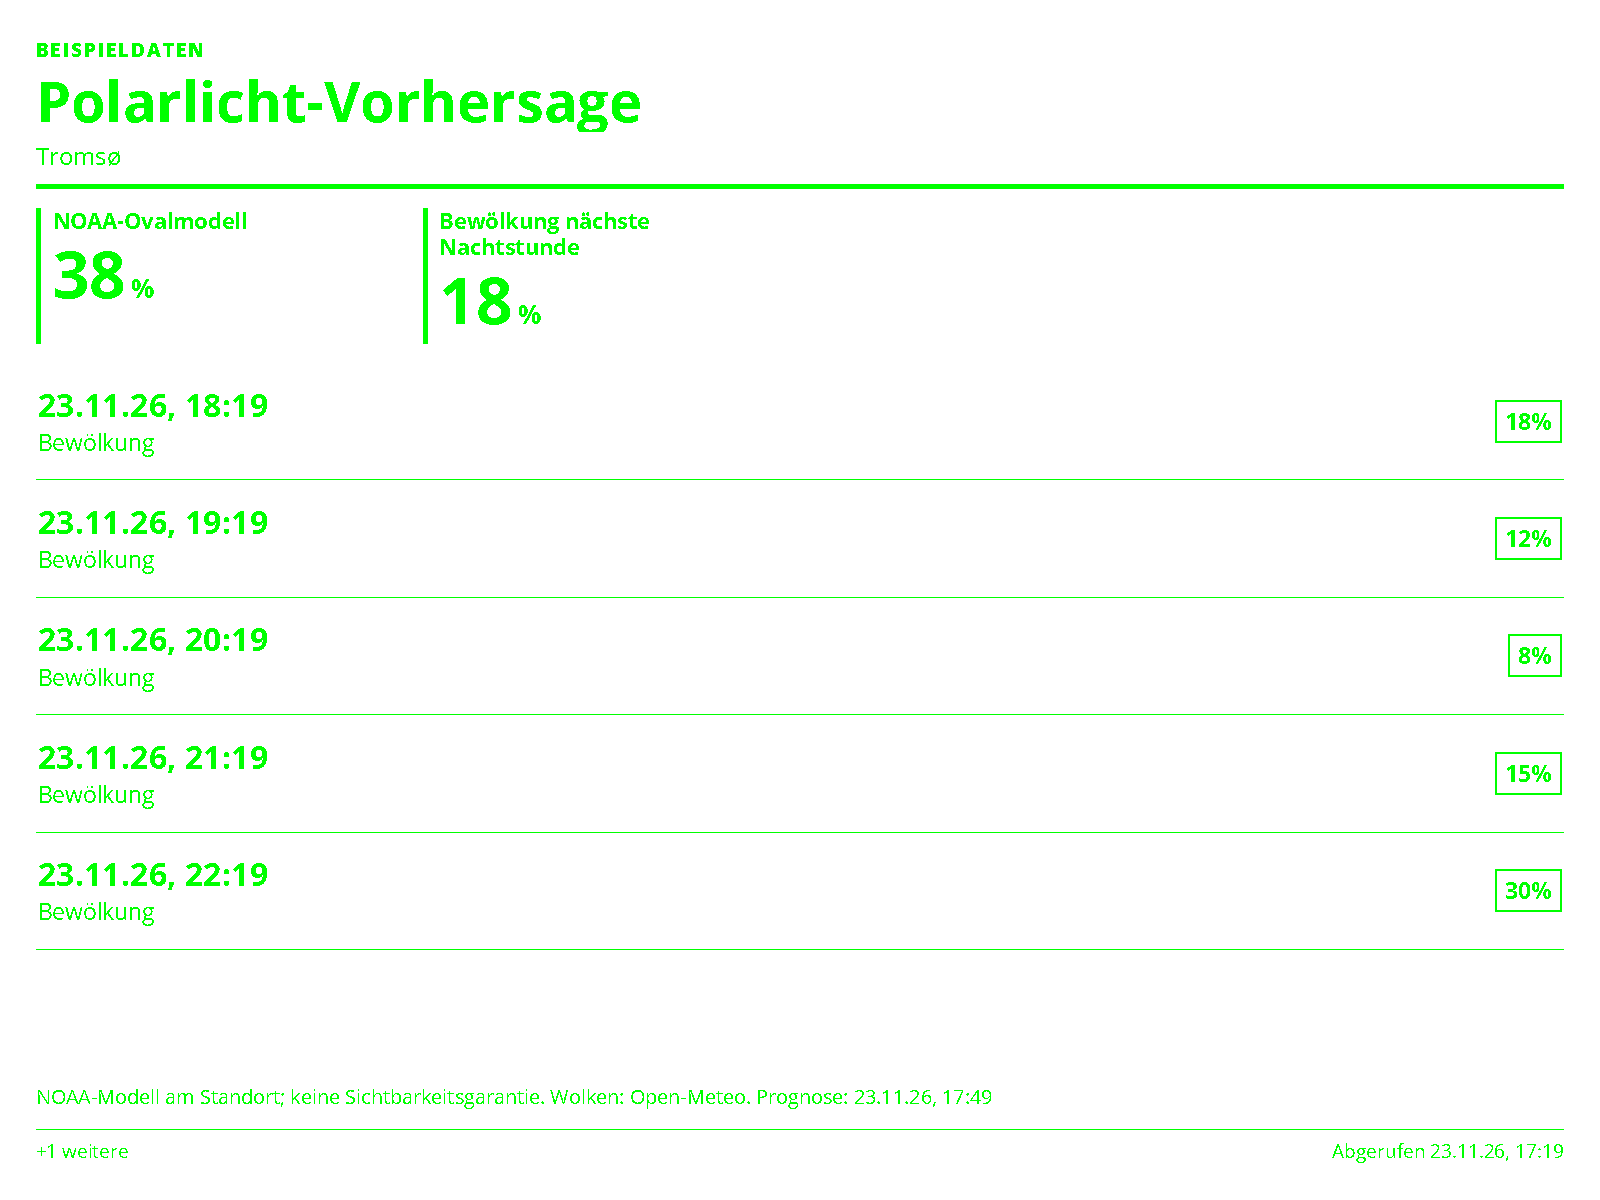 BEISPIELDATEN
Polarlicht-Vorhersage
Tromsø
NOAA-Ovalmodell
38 %
Bewölkung nächste
Nachtstunde
18 %
23.11.26, 18:19
Bewölkung
18%
23.11.26, 19:19
Bewölkung
12%
23.11.26, 20:19
Bewölkung
8%
23.11.26, 21:19
Bewölkung
15%
23.11.26, 22:19
Bewölkung
30%
NOAA-Modell am Standort; keine Sichtbarkeitsgarantie. Wolken: Open-Meteo. Prognose: 23.11.26, 17:49
+1 weitere
Abgerufen 23.11.26, 17:19